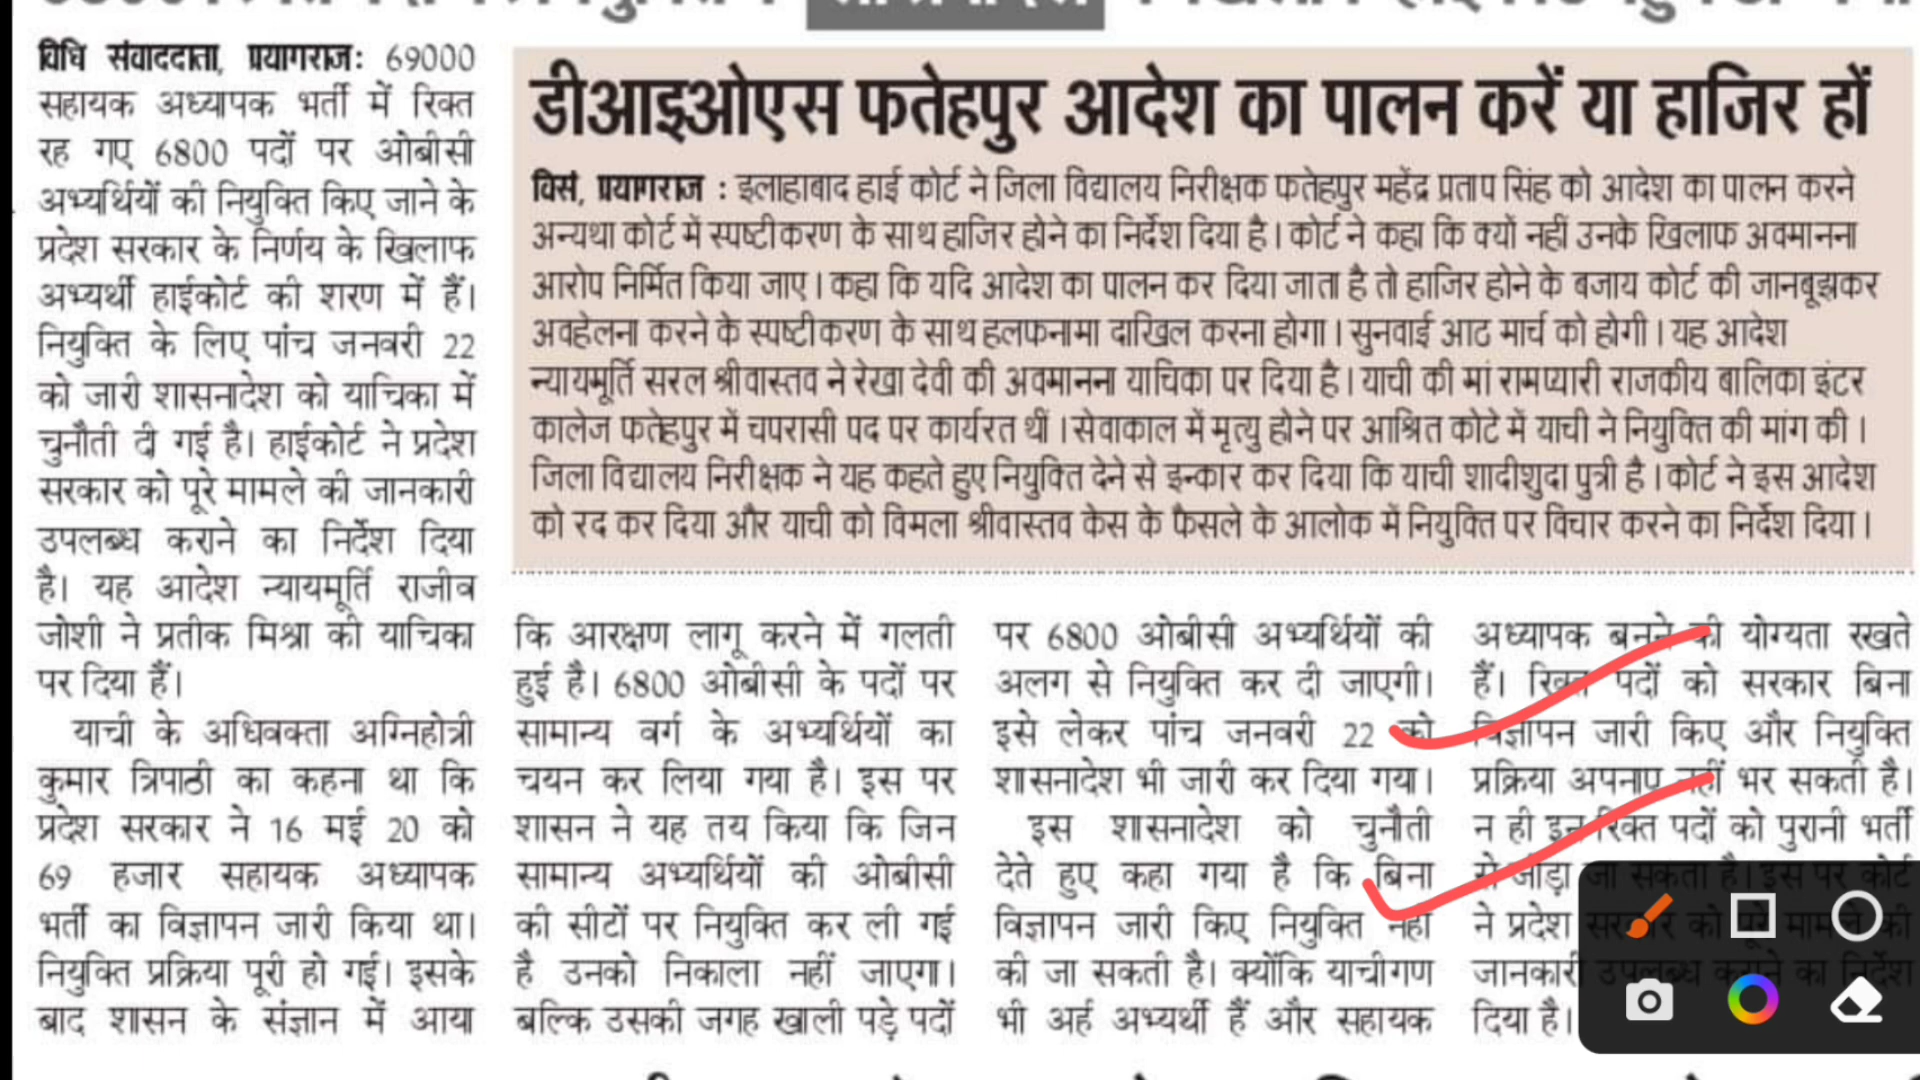 विधि संवाददाता, प्रयागराज: 69000
सहायक अध्यापक भर्ती में रिक्त
रह गए 6800 पदों पर ओबीसी
अभ्यर्थियों की नियुक्ति किए जाने के
प्रदेश सरकार के निर्णय के खिलाफ
अभ्यर्थी हाईकोर्ट की शरण में हैं।
नियुक्ति के लिए पांच जनवरी 22
को जारी शासनादेश को याचिका में
चुनौती दी गई है। हाईकोर्ट ने प्रदेश
सरकार को पूरे मामले की जानकारी
उपलब्ध कराने का निर्देश दिया
है। यह आदेश न्यायमूर्ति राजीव
जोशी ने प्रतीक मिश्रा की याचिका
पर दिया हैं।
याची के अधिवक्ता अग्निहोत्री
कुमार त्रिपाठी का कहना था कि
प्रदेश सरकार ने 16 मई 20 को
69 हजार सहायक अध्यापक
भर्ती का विज्ञापन जारी किया था।
नियुक्ति प्रक्रिया पूरी हो गई। इसके
बाद शासन के संज्ञान में आया
डीआइओएस फतेहपुर आदेश का पालन करें या हाजिर हों
विसं, प्रयागराज : इलाहाबाद हाई कोर्ट ने जिला विद्यालय निरीक्षक फतेहपुर महेंद्र प्रताप सिंह को आदेश का पालन करने
अन्यथा कोर्ट में स्पष्टीकरण के साथ हाजिर होने का निर्देश दिया है। कोर्ट ने कहा कि क्यों नहीं उनके खिलाफ अवमानना
आरोप निर्मित किया जाए। कहा कि यदि आदेश का पालन कर दिया जाता है तो हाजिर होने के बजाय कोर्ट की जानबूझकर
अवहेलना करने के स्पष्टीकरण के साथ हलफनामा दाखिल करना होगा। सुनवाई आठ मार्च को होगी। यह आदेश
न्यायमूर्ति सरल श्रीवास्तव ने रेखा देवी की अवमानना याचिका पर दिया है। याची की मां रामप्यारी राजकीय बालिका इंटर
कालेज फतेहपुर में चपरासी पद पर कार्यरत थीं। सेवाकाल में मृत्यु होने पर आश्रित कोटे में याची ने नियुक्ति की मांग की।
जिला विद्यालय निरीक्षक ने यह कहते हुए नियुक्ति देने से इन्कार कर दिया कि याची शादीशुदा पुत्री है। कोर्ट ने इस आदेश
को रद कर दिया और याची को विमला श्रीवास्तव केस के फैसले के आलोक में नियुक्ति पर विचार करने का निर्देश दिया।
कि आरक्षण लागू करने में गलती
हुई है। 6800 ओबीसी के पदों पर
सामान्य वर्ग के अभ्यर्थियों का
चयन कर लिया गया है। इस पर
शासन ने यह तय किया कि जिन
सामान्य अभ्यर्थियों की ओबीसी
की सीटों पर नियुक्ति कर ली गई
है उनको निकाला नहीं जाएगा।
बल्कि उसकी जगह खाली पड़े पदों
पर 6800 ओबीसी अभ्यर्थियों की
अलग से नियुक्ति कर दी जाएगी।
इसे लेकर पांच जनवरी 22 को
शासनादेश भी जारी कर दिया गया।
इस शासनादेश को चुनौती
देते हुए कहा गया है कि बिना
विज्ञापन जारी किए नियुक्ति नहीं
की जा सकती है। क्योंकि याचीगण
भी अर्ह अभ्यर्थी हैं और सहायक
अध्यापक बनने की योग्यता रखते
हैं। रिक्त पदों को सरकार बिना
विज्ञापन जारी किए और नियुक्ति
प्रक्रिया अपनाए नहीं भर सकती है।
न ही इन रिक्त पदों को पुरानी भर्ती
से जोड़ा जा सकता है। इस पर कोर्ट
ने प्रदेश सरकार को पूरे मामले की
जानकारी उपलब्ध कराने का निर्देश
दिया है।